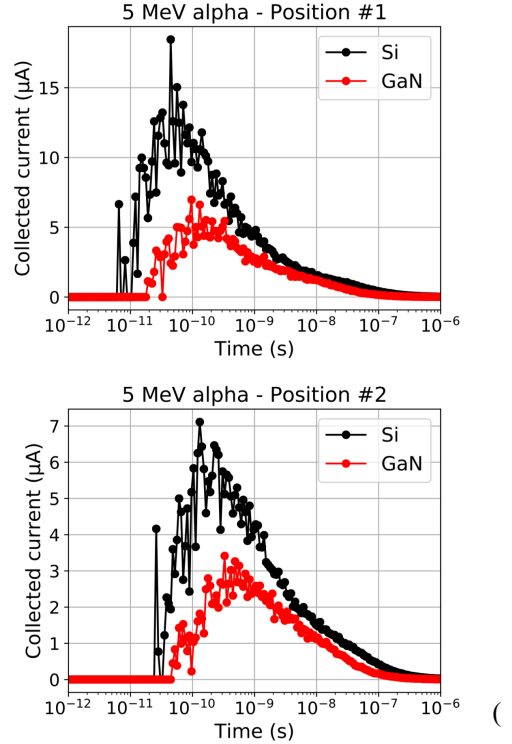 5 MeV alpha - Position #1
Collected current (μA)
15
10
5
0
Si
GaN
10⁻¹² 10⁻¹¹ 10⁻¹⁰ 10⁻⁹ 10⁻⁸ 10⁻⁷ 10⁻⁶
Time (s)
5 MeV alpha - Position #2
Collected current (μA)
7
6
5
4
3
2
1
0
Si
GaN
10⁻¹² 10⁻¹¹ 10⁻¹⁰ 10⁻⁹ 10⁻⁸ 10⁻⁷ 10⁻⁶
Time (s)
(